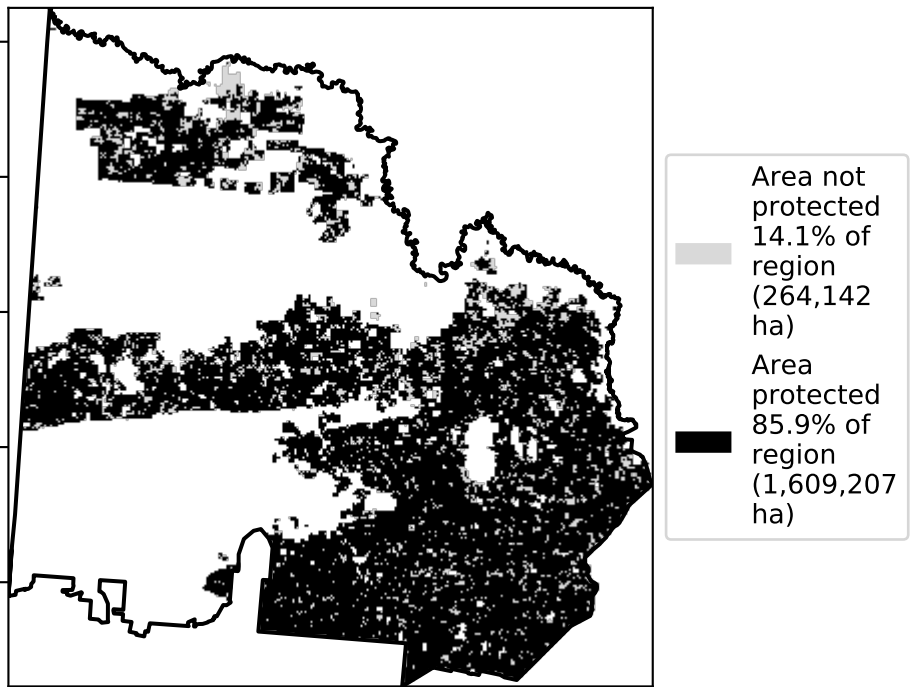 Area not
protected
14.1% of
region
(264,142
ha)
Area
protected
85.9% of
region
(1,609,207
ha)